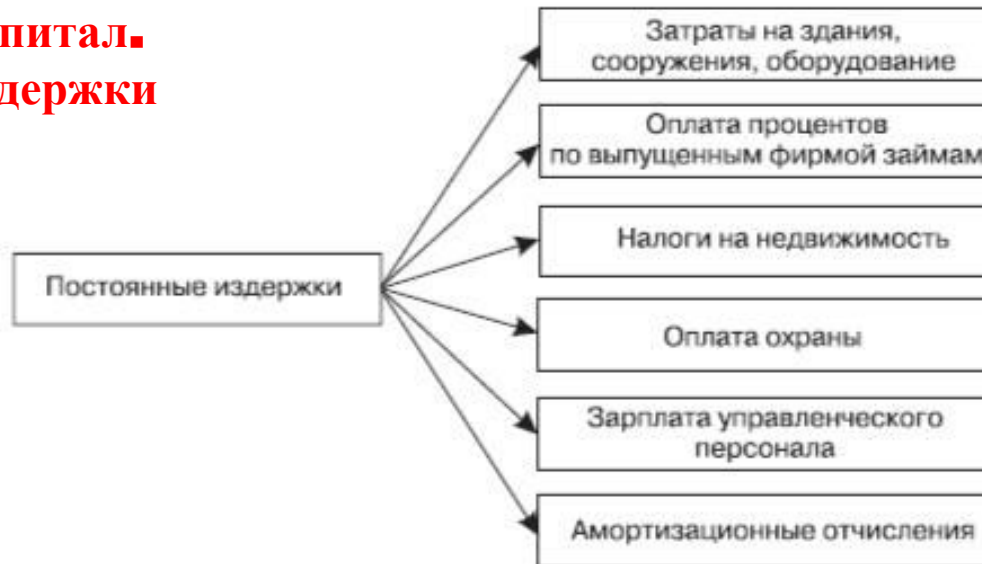 питал.
держки
Затраты на здания,
сооружения, оборудование
Оплата процентов
по выпущенным фирмой займам
Налоги на недвижимость
Постоянные издержки
Оплата охраны
Зарплата управленческого
персонала
Амортизационные отчисления